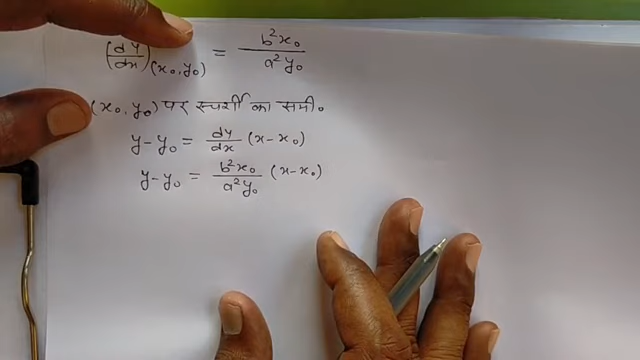 (dy/dx)(x₀,y₀) = b²x₀/a²y₀
(x₀,y₀) पर स्पर्शी का समी०
y-y₀ = dy/dx (x-x₀)
y-y₀ = b²x₀/a²y₀ (x-x₀)